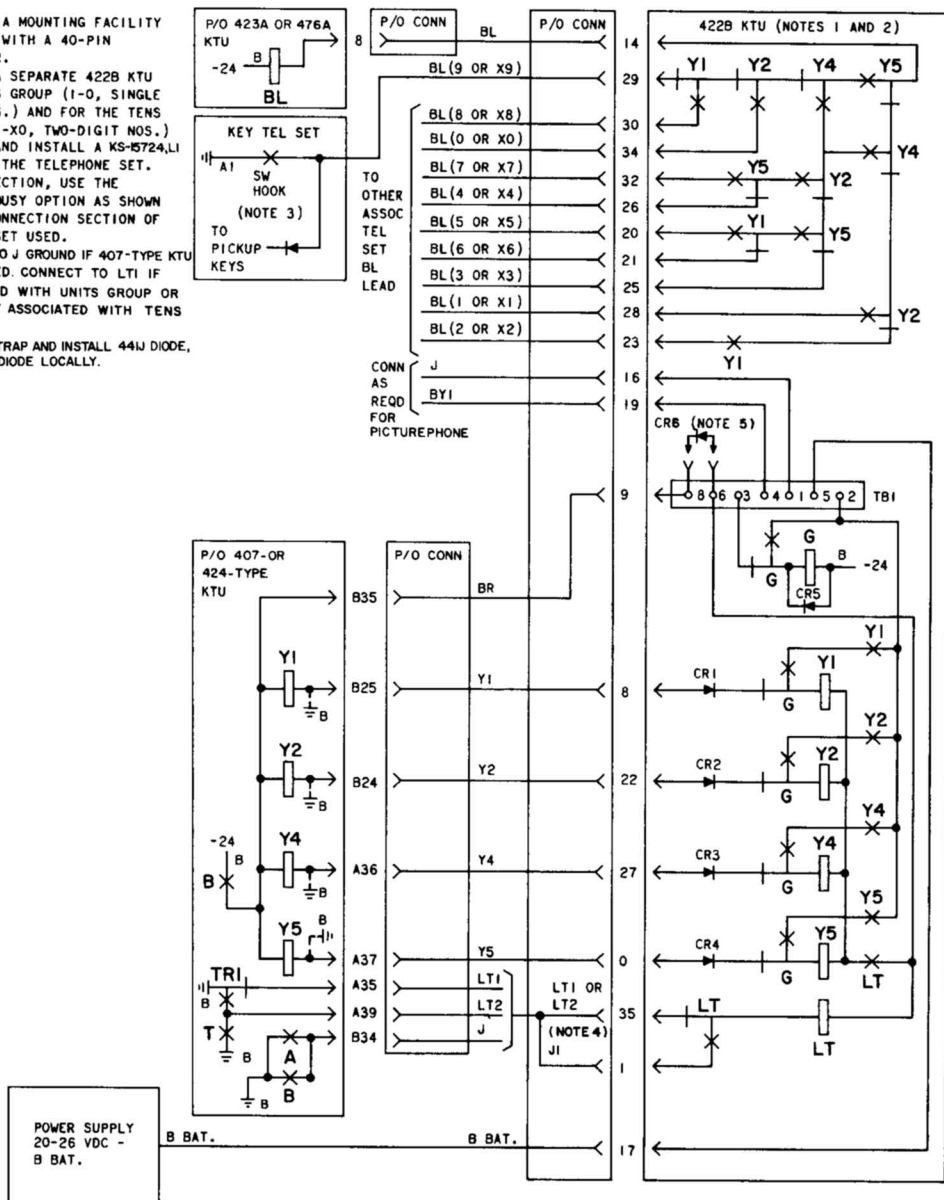 A MOUNTING FACILITY
WITH A 40-PIN
SEPARATE 422B KTU
GROUP (1-0, SINGLE
.) AND FOR THE TENS
-X0, TWO-DIGIT NOS.)
AND INSTALL A KS-15724,L1
THE TELEPHONE SET.
ECTION, USE THE
BUSY OPTION AS SHOWN
NNECTION SECTION OF
SET USED.
O J GROUND IF 407-TYPE KTU
ED. CONNECT TO LT1 IF
D WITH UNITS GROUP OR
ASSOCIATED WITH TENS
TRAP AND INSTALL 441J DIODE,
DIODE LOCALLY.
P/O 423A OR 476A
KTU
-24
B
BL
8
P/O CONN
BL
P/O CONN
422B KTU (NOTES 1 AND 2)
14
29
30
34
32
26
20
21
25
28
23
16
19
Y1
Y2
Y4
Y5
Y4
Y5
Y2
Y1
Y5
Y2
Y1
KEY TEL SET
A1
SW
HOOK
(NOTE 3)
TO
PICKUP
KEYS
TO
OTHER
ASSOC
TEL
SET
BL
LEAD
BL(9 OR X9)
BL(8 OR X8)
BL(0 OR X0)
BL(7 OR X7)
BL(4 OR X4)
BL(5 OR X5)
BL(6 OR X6)
BL(3 OR X3)
BL(1 OR X1)
BL(2 OR X2)
CONN
AS
REQD
FOR
PICTUREPHONE
J
BY1
CR6 (NOTE 5)
9
8 6 3 4 1 5 2
TB1
G
G
B
-24
CR5
P/O 407-OR
424-TYPE
KTU
P/O CONN
B35
BR
Y1
B
B25
Y1
8
CR1
G
Y1
Y1
Y2
B
B24
Y2
22
CR2
G
Y2
Y2
-24
B
B
Y4
B
A36
Y4
27
CR3
G
Y4
Y4
Y5
B
A37
Y5
0
CR4
G
Y5
Y5
LT
TR1
B
A35
LT1
T
B
A39
LT2
A
B
B
B34
J
LT1 OR
LT2
(NOTE 4)
J1
35
LT
LT
1
POWER SUPPLY
20-26 VDC -
B BAT.
B BAT.
B BAT.
17